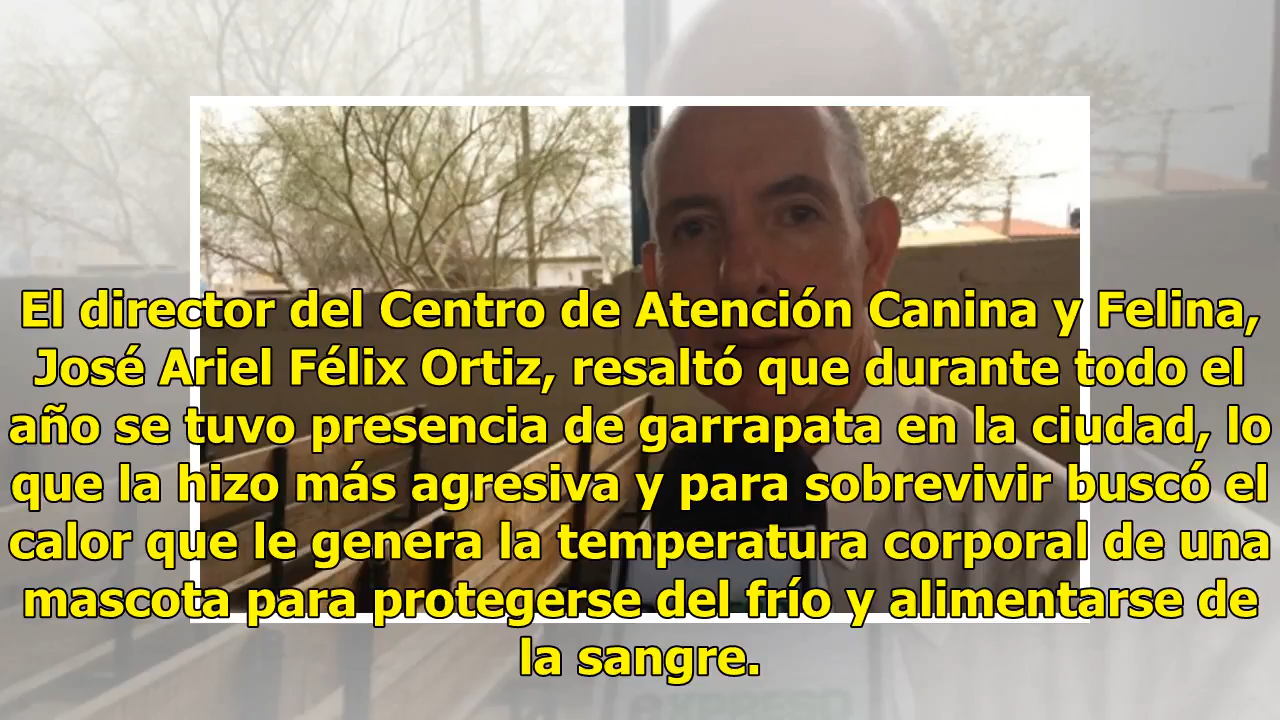 El director del Centro de Atención Canina y Felina,
José Ariel Félix Ortiz, resaltó que durante todo el
año se tuvo presencia de garrapata en la ciudad, lo
que la hizo más agresiva y para sobrevivir buscó el
calor que le genera la temperatura corporal de una
mascota para protegerse del frío y alimentarse de
la sangre.
EXPRESO